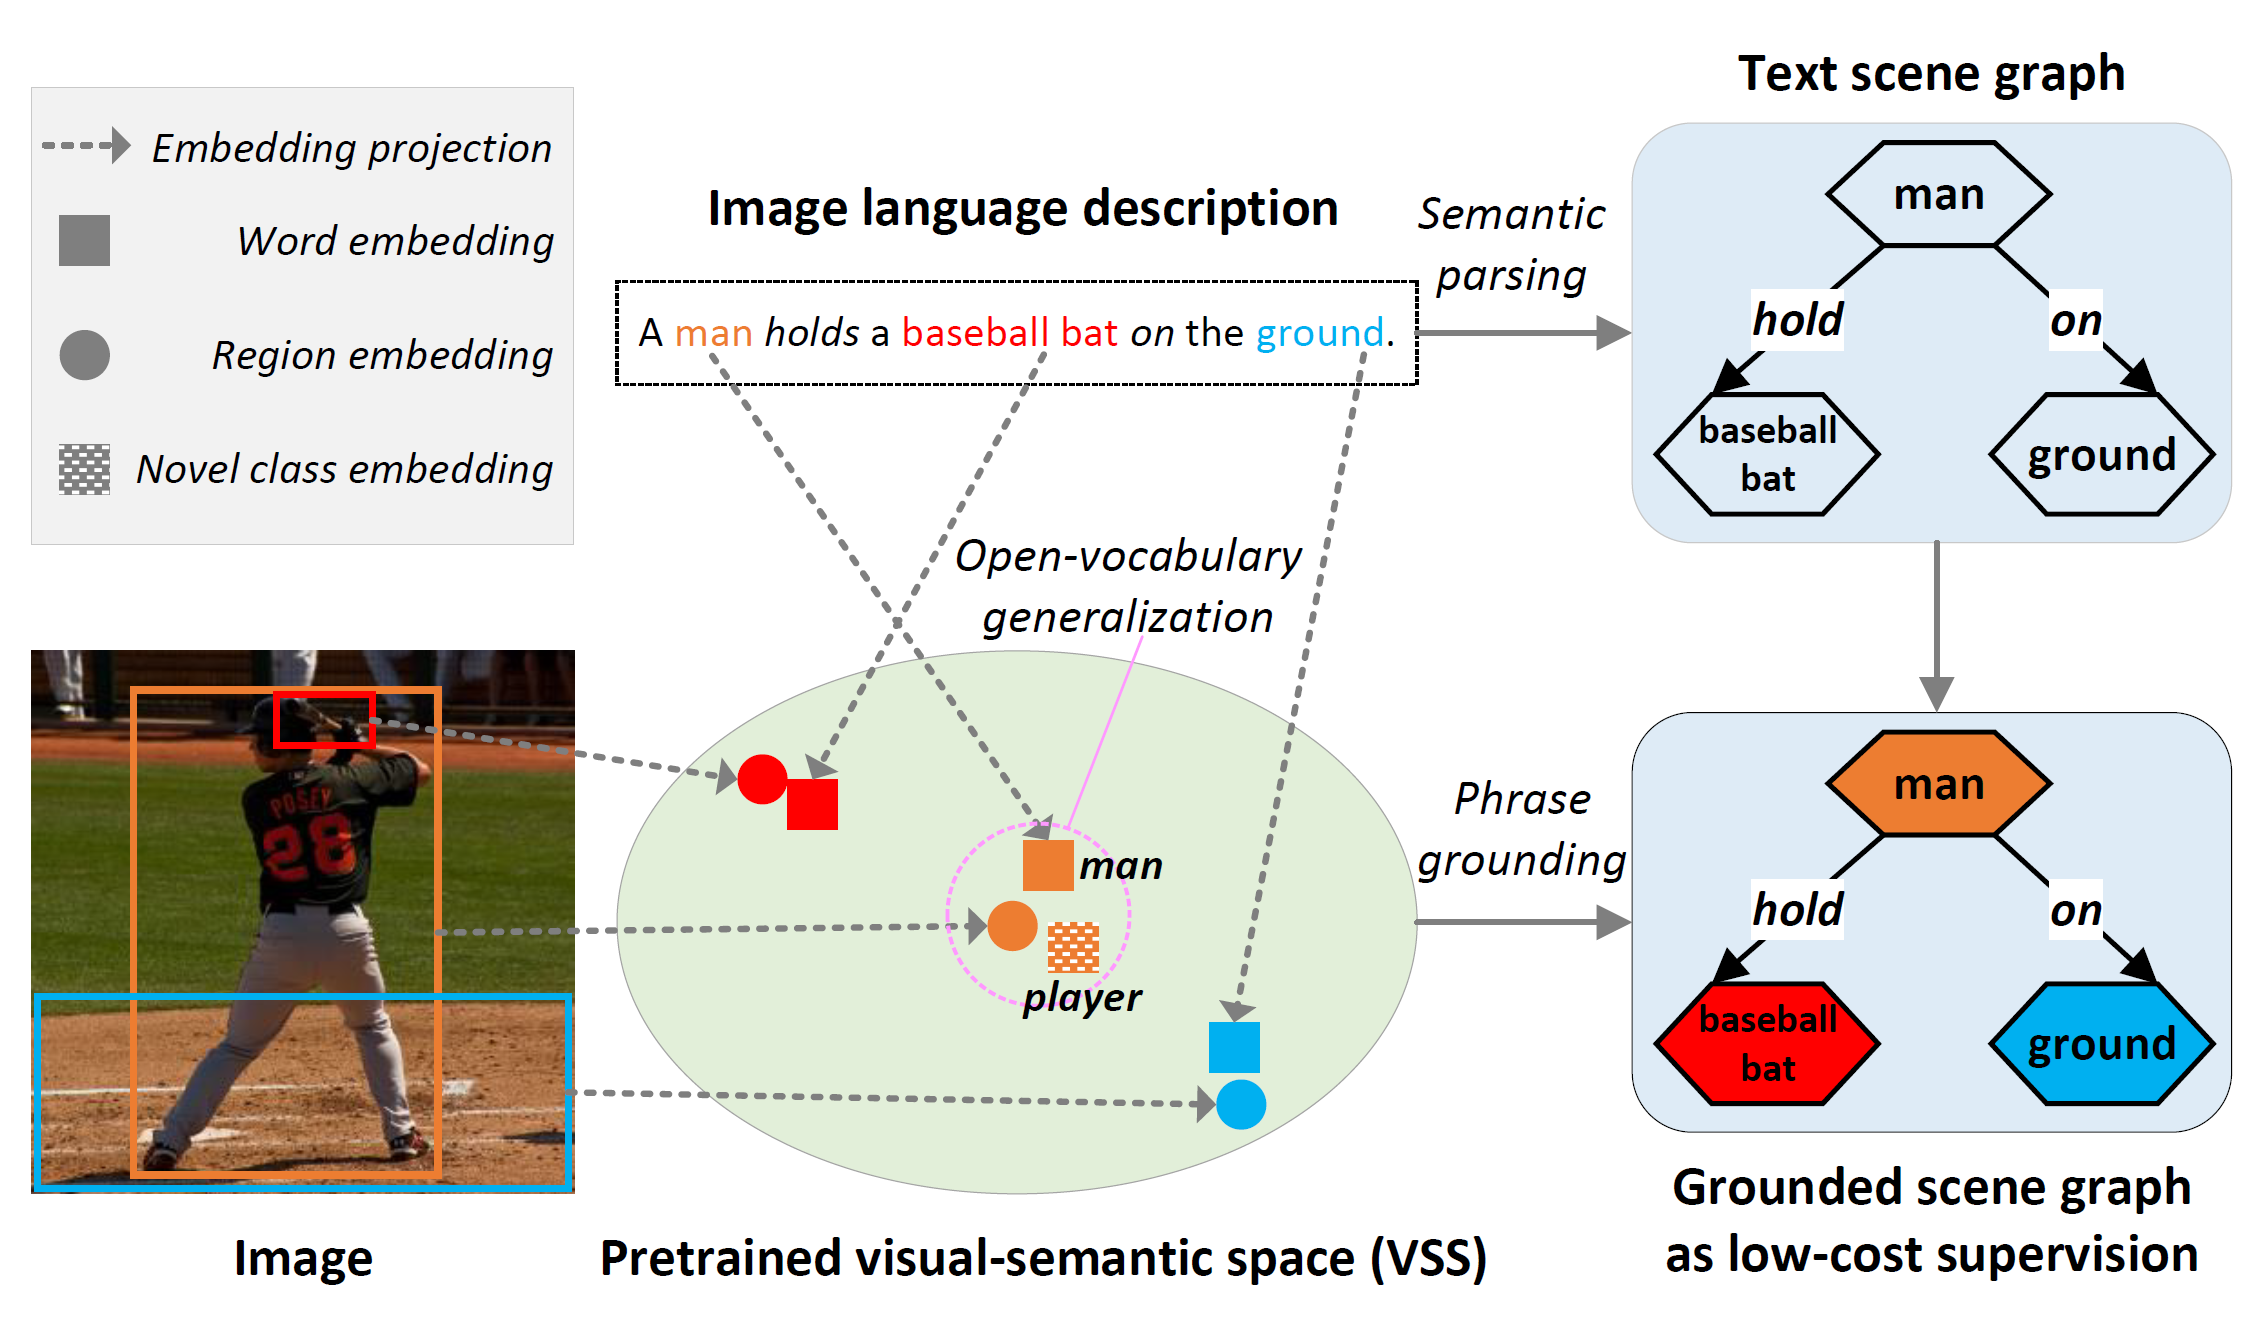 Embedding projection
Word embedding
Region embedding
Novel class embedding
Image language description
A man holds a baseball bat on the ground.
Semantic
parsing
Text scene graph
man
hold
on
baseball
bat
ground
Open-vocabulary
generalization
POSEY
28
man
player
Phrase
grounding
man
hold
on
baseball
bat
ground
Image
Pretrained visual-semantic space (VSS)
Grounded scene graph
as low-cost supervision